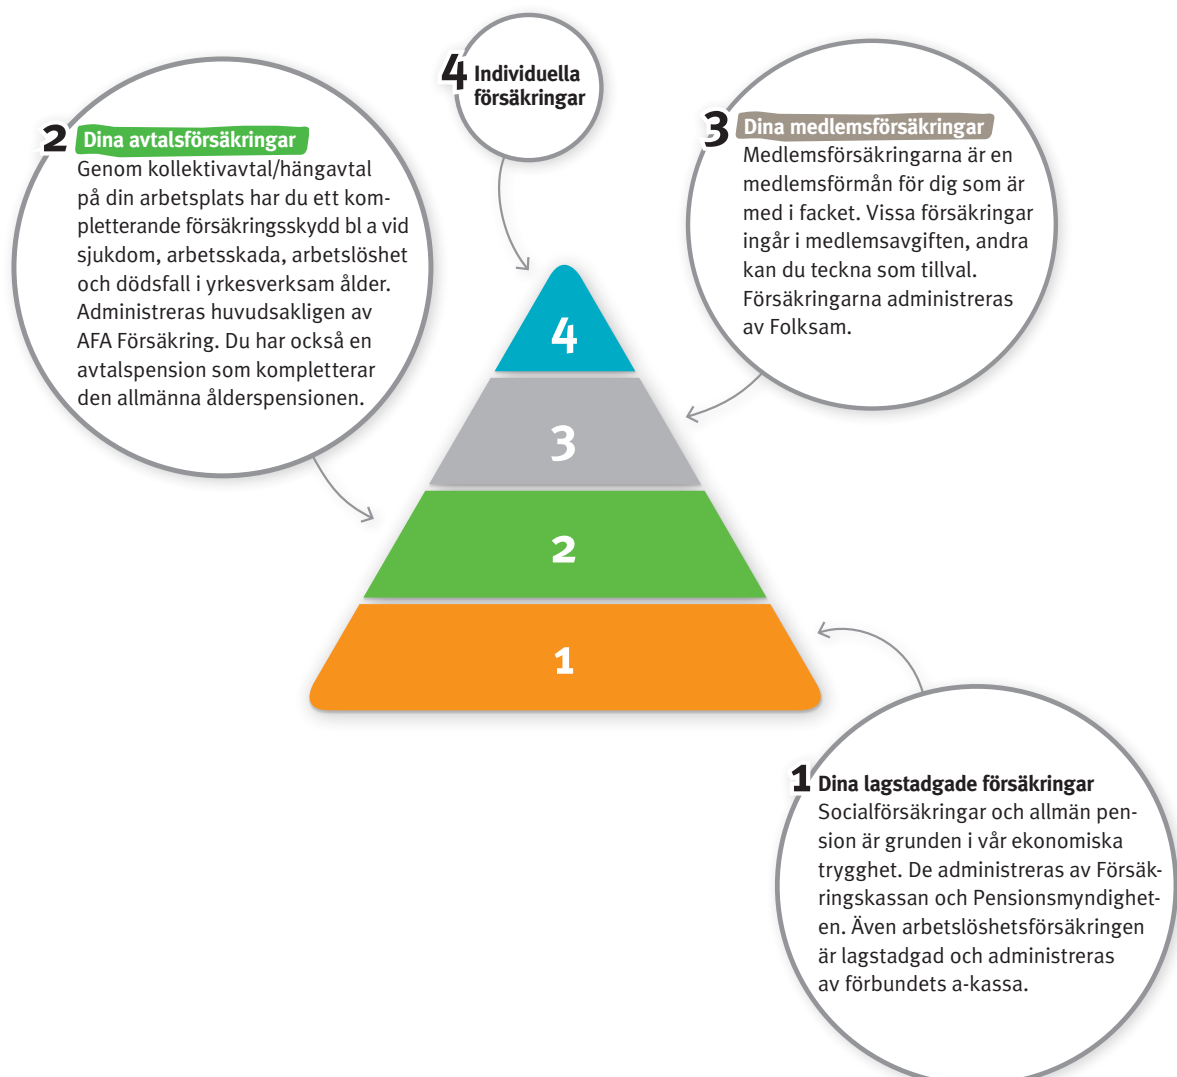 4 Individuella
försäkringar
2 Dina avtalsförsäkringar
Genom kollektivavtal/hängavtal
på din arbetsplats har du ett kom-
pletterande försäkringsskydd bl a vid
sjukdom, arbetsskada, arbetslöshet
och dödsfall i yrkesverksam ålder.
Administreras huvudsakligen av
AFA Försäkring. Du har också en
avtalspension som kompletterar
den allmänna ålderspensionen.
3 Dina medlemsförsäkringar
Medlemsförsäkringarna är en
medlemsförmån för dig som är
med i facket. Vissa försäkringar
ingår i medlemsavgiften, andra
kan du teckna som tillval.
Försäkringarna administreras
av Folksam.
4
3
2
1
1 Dina lagstadgade försäkringar
Socialförsäkringar och allmän pen-
sion är grunden i vår ekonomiska
trygghet. De administreras av Försäk-
ringskassan och Pensionsmyndighet-
en. Även arbetslöshetsförsäkringen
är lagstadgad och administreras
av förbundets a-kassa.